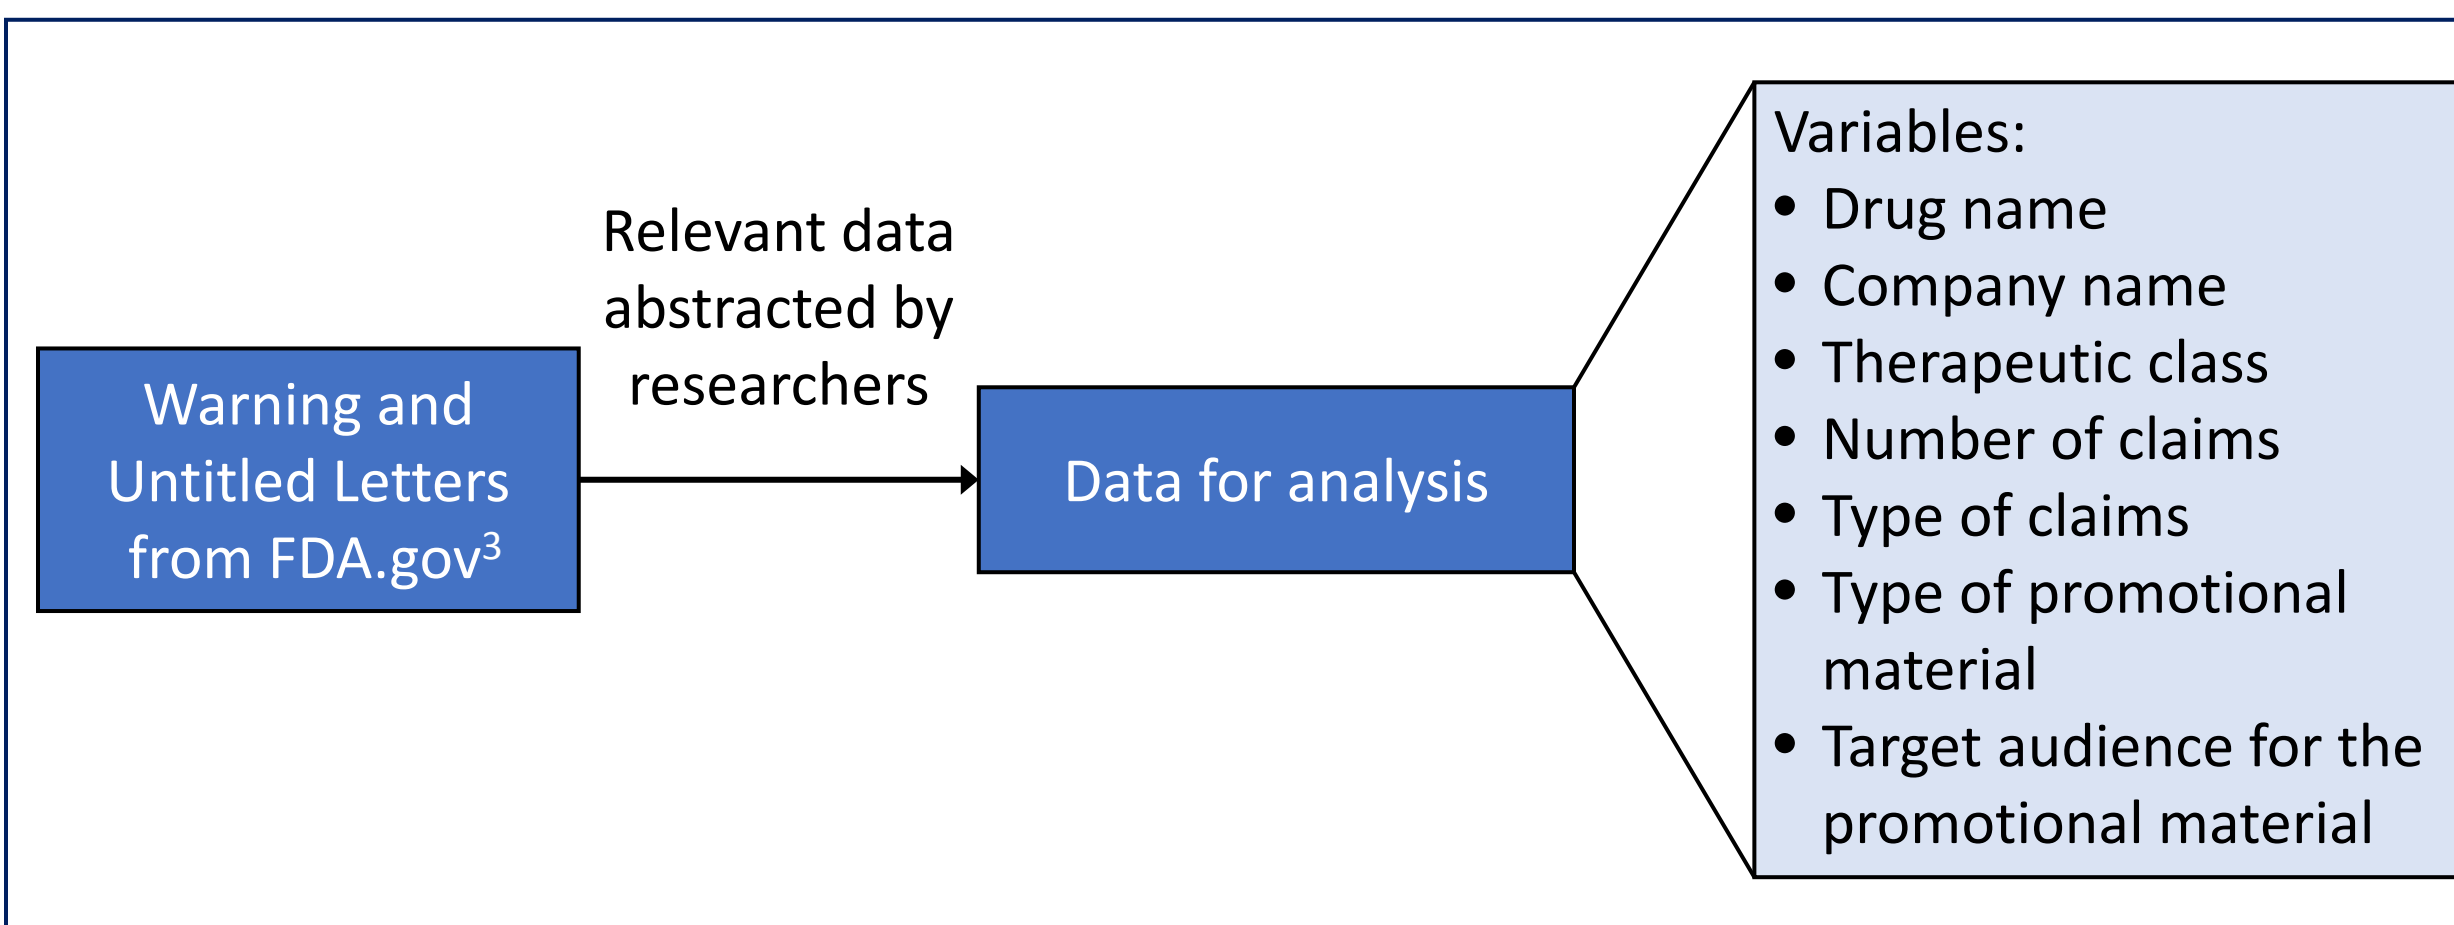 Warning and
Untitled Letters
from FDA.gov³
Relevant data
abstracted by
researchers
Data for analysis
Variables:
• Drug name
• Company name
• Therapeutic class
• Number of claims
• Type of claims
• Type of promotional
material
• Target audience for the
promotional material